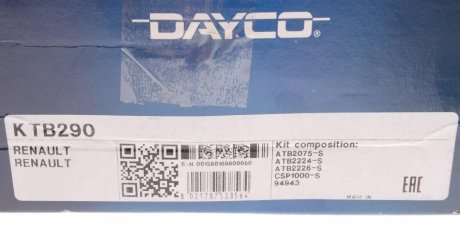 DAYCO
KTB290
RENAULT
RENAULT
Kit composition:
ATB2075-S
ATB2224-S
ATB2226-S
CSP1000-S
94943
MADE IN
EAC